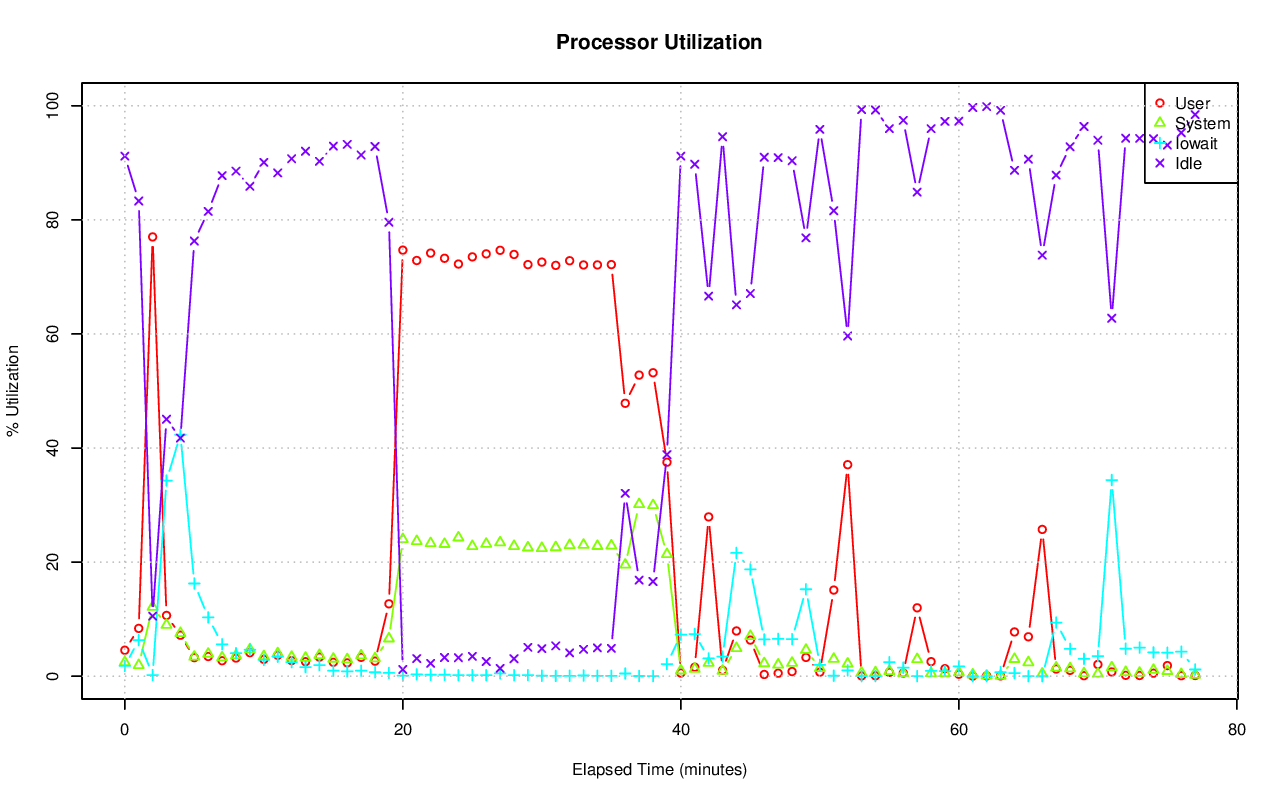 Processor Utilization
% Utilization
100
80
60
40
20
0
User
System
Iowait
Idle
0 20 40 60 80
Elapsed Time (minutes)